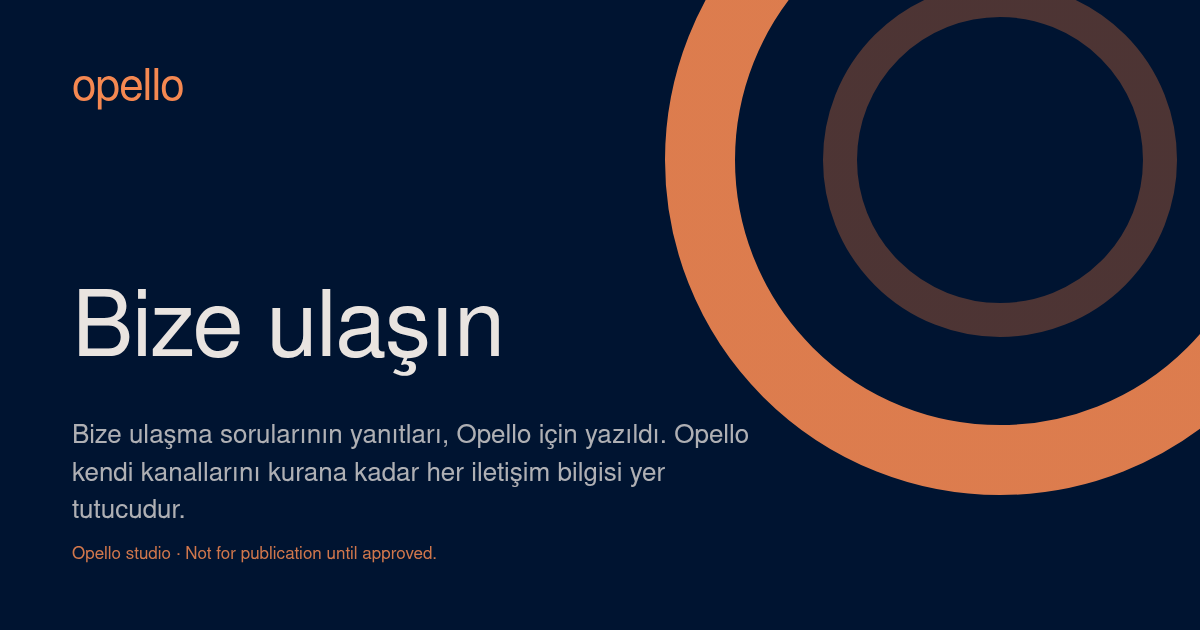 opello
Bize ulaşın
Bize ulaşma sorularının yanıtları, Opello için yazıldı. Opello
kendi kanallarını kurana kadar her iletişim bilgisi yer
tutucudur.
Opello studio · Not for publication until approved.